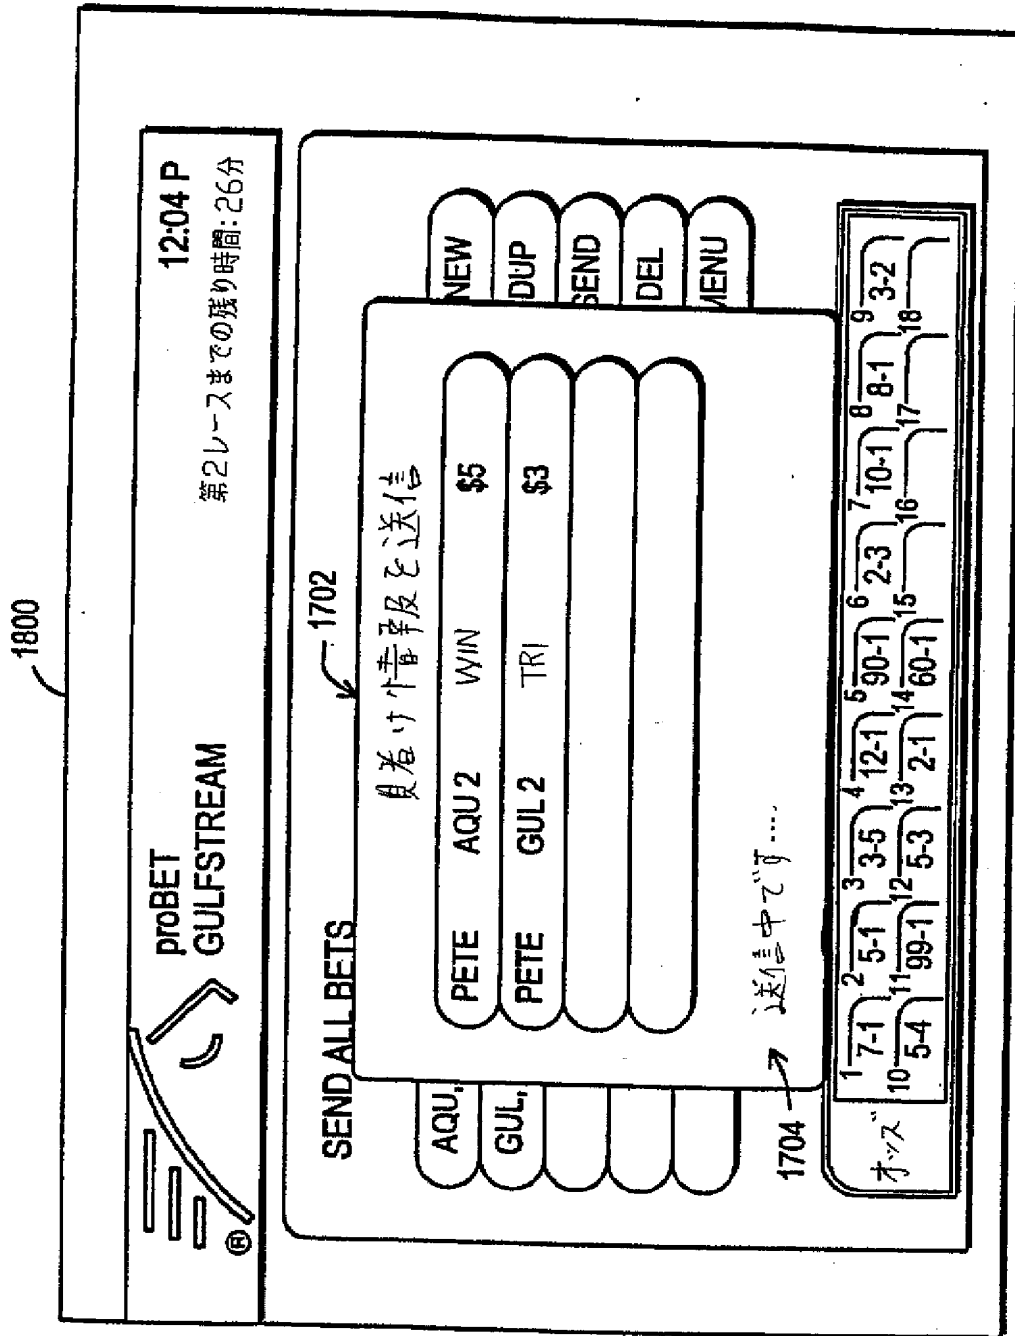 1800
proBET
GULFSTREAM
12:04 P
第2レースまでの残り時間:26分
®
SEND ALL BETS
1702
賭け情報を送信
PETE AQU 2 WIN $5
PETE GUL 2 TRI $3
送信中です....
1704
AQU,
GUL,
NEW
DUP
SEND
DEL
MENU
オッズ
1 7-1
2 5-1
3 3-5
4 12-1
5 90-1
6 2-3
7 10-1
8 8-1
9 3-2
10 5-4
11 99-1
12 5-3
13 2-1
14 60-1
15
16
17
18